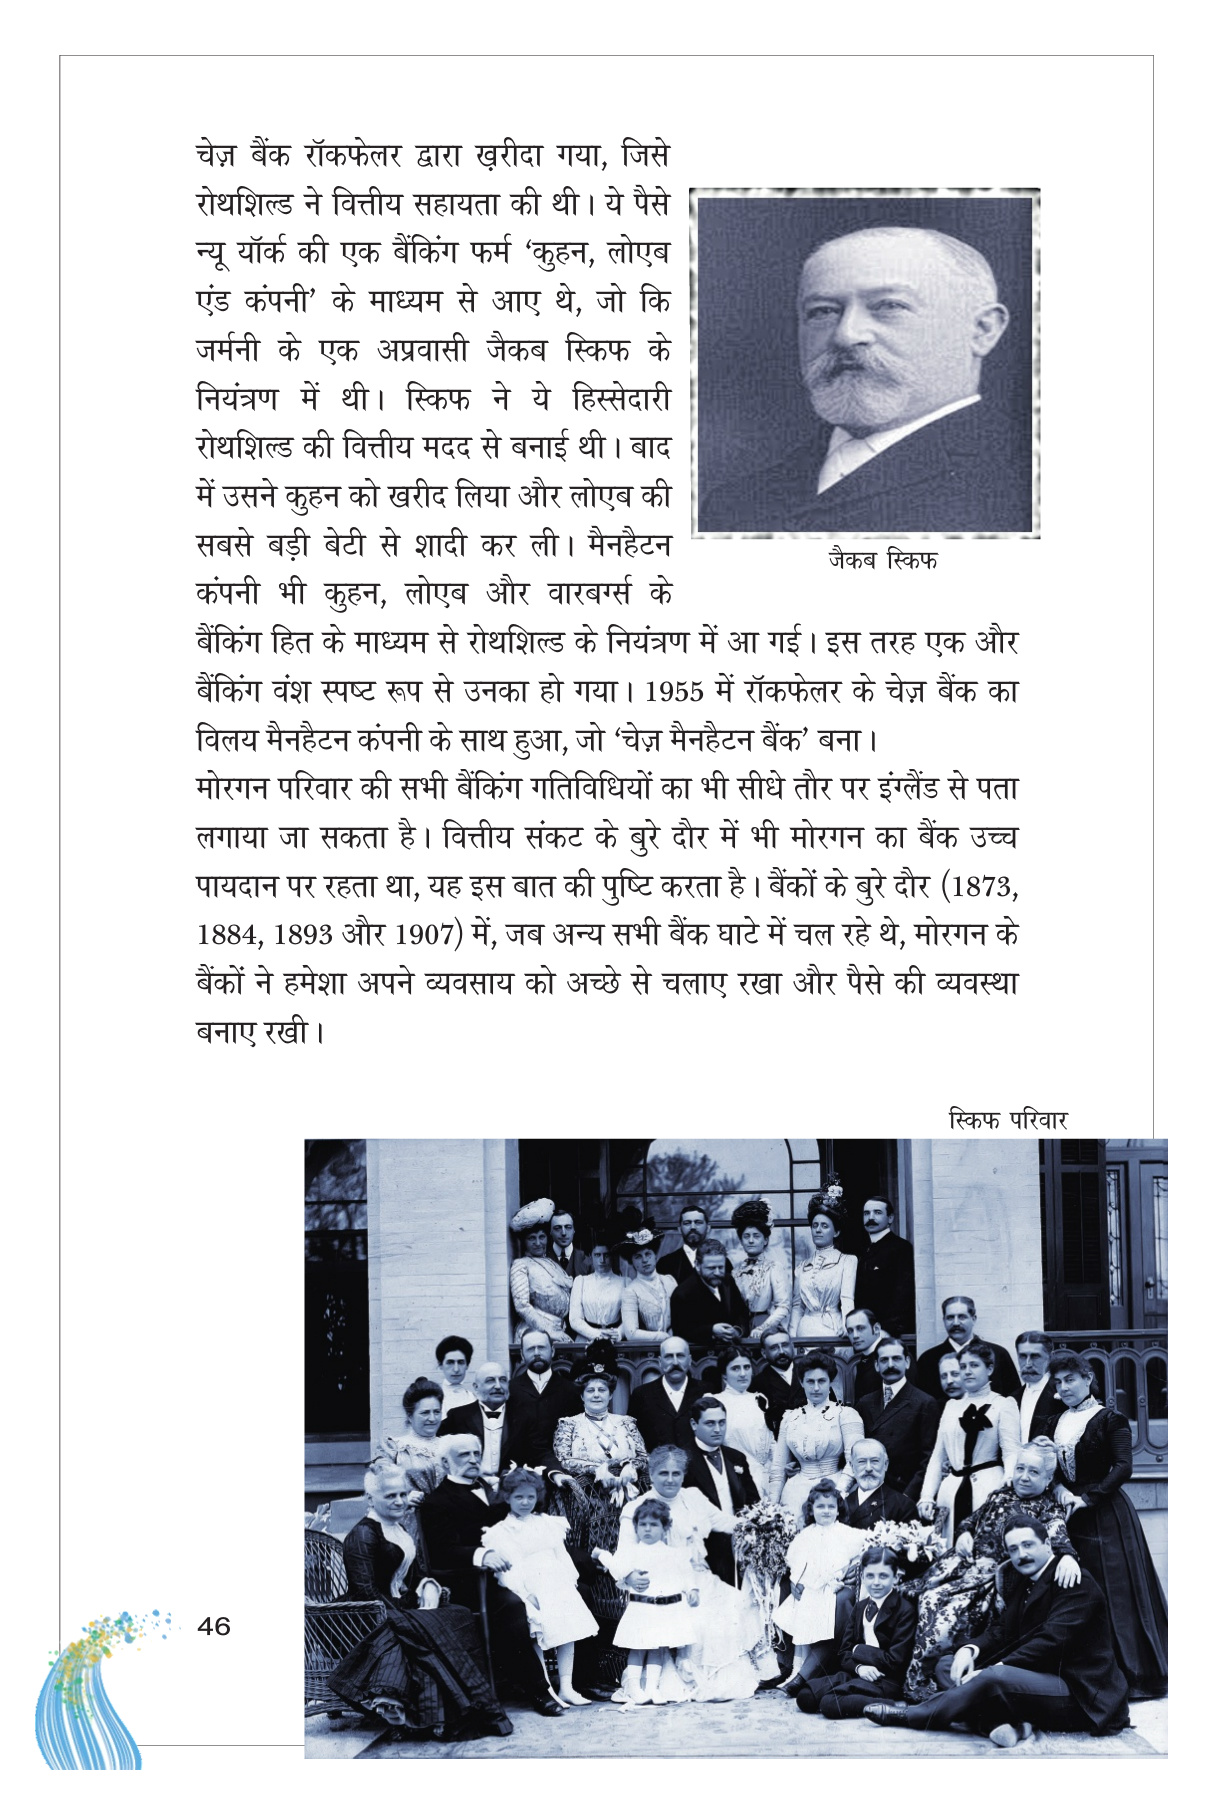 चेज़ बैंक रॉकफेलर द्वारा ख़रीदा गया, जिसे
रोथशिल्ड ने वित्तीय सहायता की थी। ये पैसे
न्यू यॉर्क की एक बैंकिंग फर्म ‘कुहन, लोएब
एंड कंपनी’ के माध्यम से आए थे, जो कि
जर्मनी के एक अप्रवासी जैकब स्किफ के
नियंत्रण में थी। स्किफ ने ये हिस्सेदारी
रोथशिल्ड की वित्तीय मदद से बनाई थी। बाद
में उसने कुहन को खरीद लिया और लोएब की
सबसे बड़ी बेटी से शादी कर ली। मैनहैटन
कंपनी भी कुहन, लोएब और वारबर्ग्स के
जैकब स्किफ
बैंकिंग हित के माध्यम से रोथशिल्ड के नियंत्रण में आ गई। इस तरह एक और
बैंकिंग वंश स्पष्ट रूप से उनका हो गया। 1955 में रॉकफेलर के चेज़ बैंक का
विलय मैनहैटन कंपनी के साथ हुआ, जो ‘चेज़ मैनहैटन बैंक’ बना।
मोरगन परिवार की सभी बैंकिंग गतिविधियों का भी सीधे तौर पर इंग्लैंड से पता
लगाया जा सकता है। वित्तीय संकट के बुरे दौर में भी मोरगन का बैंक उच्च
पायदान पर रहता था, यह इस बात की पुष्टि करता है। बैंकों के बुरे दौर (1873,
1884, 1893 और 1907) में, जब अन्य सभी बैंक घाटे में चल रहे थे, मोरगन के
बैंकों ने हमेशा अपने व्यवसाय को अच्छे से चलाए रखा और पैसे की व्यवस्था
बनाए रखी।
स्किफ परिवार
46